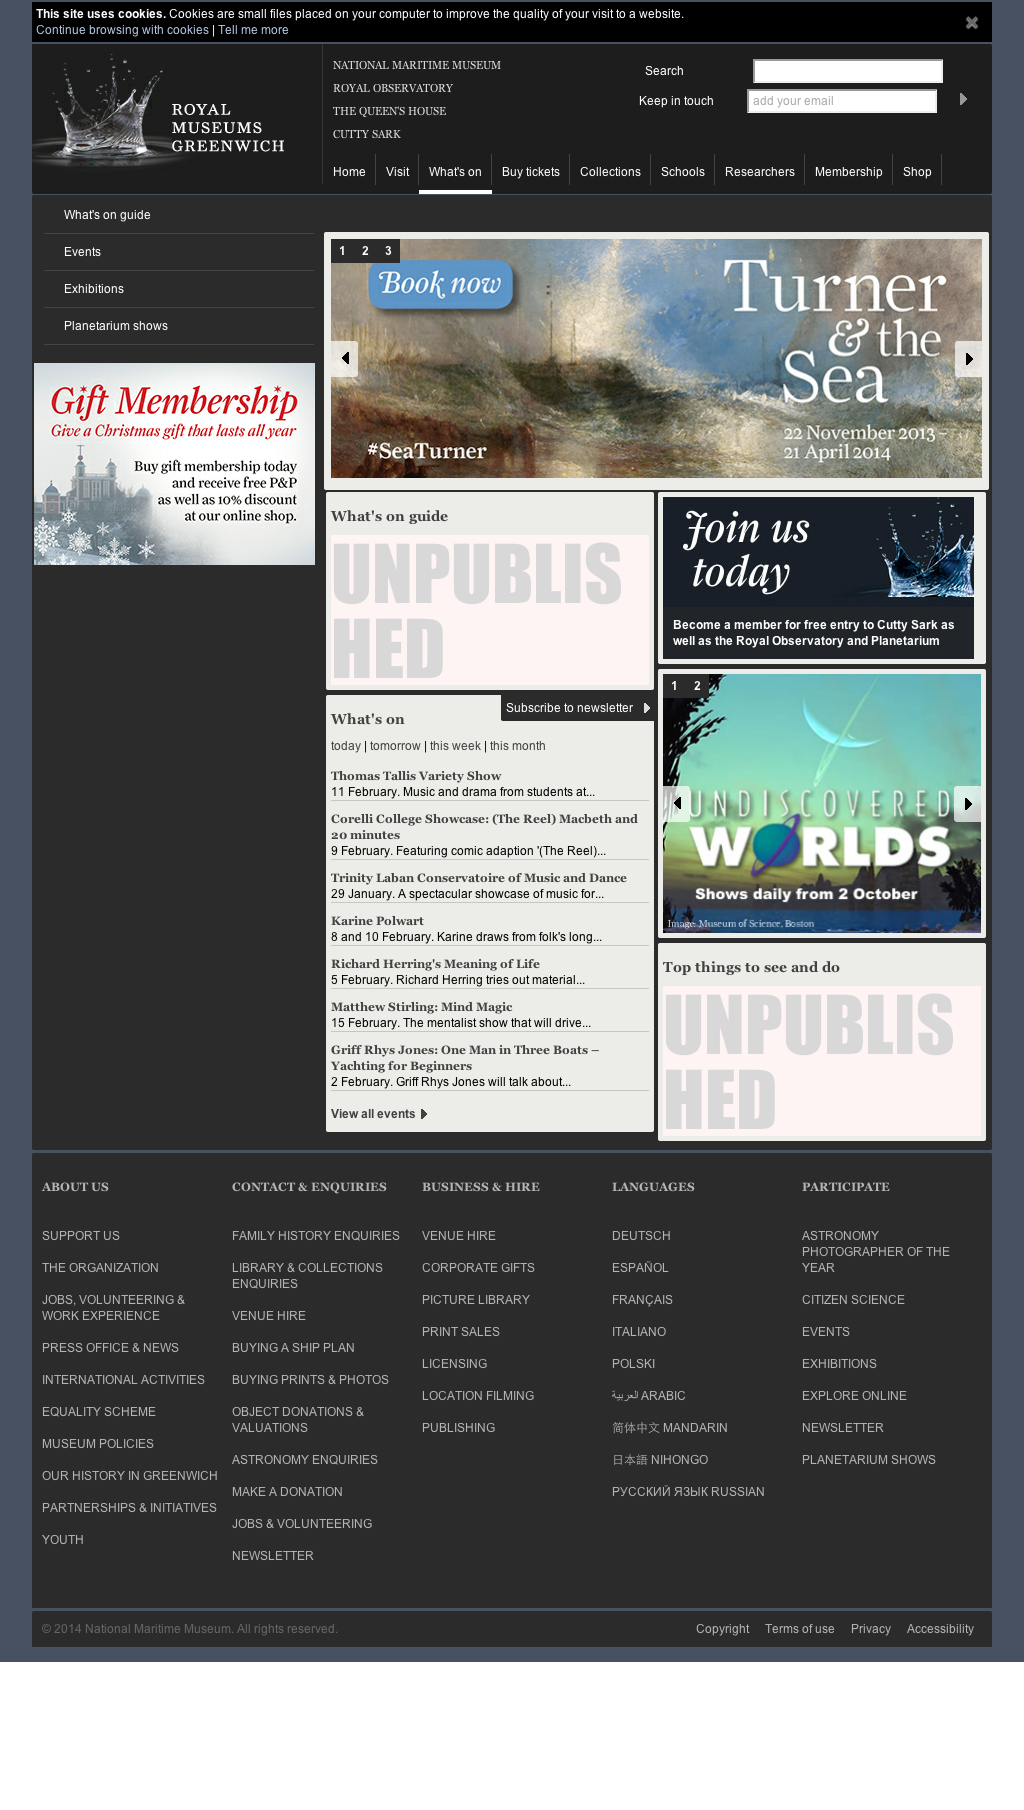 This site uses cookies. Cookies are small files placed on your computer to improve the quality of your visit to a website.
Continue browsing with cookies | Tell me more
ROYAL
MUSEUMS
GREENWICH
NATIONAL MARITIME MUSEUM
ROYAL OBSERVATORY
THE QUEEN'S HOUSE
CUTTY SARK
Search
Keep in touch
add your email
Home
Visit
What's on
Buy tickets
Collections
Schools
Researchers
Membership
Shop
What's on guide
Events
Exhibitions
Planetarium shows
Gift Membership
Give a Christmas gift that lasts all year
Buy gift membership today
and receive free P&P
as well as 10% discount
at our online shop.
1 2 3
Book now
Turner
& the
Sea
#SeaTurner
22 November 2013 –
21 April 2014
What's on guide
UNPUBLIS
HED
Join us
today
Become a member for free entry to Cutty Sark as
well as the Royal Observatory and Planetarium
Subscribe to newsletter
What's on
today | tomorrow | this week | this month
Thomas Tallis Variety Show
11 February. Music and drama from students at...
Corelli College Showcase: (The Reel) Macbeth and
20 minutes
9 February. Featuring comic adaption '(The Reel)...
Trinity Laban Conservatoire of Music and Dance
29 January. A spectacular showcase of music for...
Karine Polwart
8 and 10 February. Karine draws from folk's long...
Richard Herring's Meaning of Life
5 February. Richard Herring tries out material...
Matthew Stirling: Mind Magic
15 February. The mentalist show that will drive...
Griff Rhys Jones: One Man in Three Boats –
Yachting for Beginners
2 February. Griff Rhys Jones will talk about...
View all events
1 2
UNDISCOVERED
WORLDS
Shows daily from 2 October
Image: Museum of Science, Boston
Top things to see and do
UNPUBLIS
HED
ABOUT US
SUPPORT US
THE ORGANIZATION
JOBS, VOLUNTEERING &
WORK EXPERIENCE
PRESS OFFICE & NEWS
INTERNATIONAL ACTIVITIES
EQUALITY SCHEME
MUSEUM POLICIES
OUR HISTORY IN GREENWICH
PARTNERSHIPS & INITIATIVES
YOUTH
CONTACT & ENQUIRIES
FAMILY HISTORY ENQUIRIES
LIBRARY & COLLECTIONS
ENQUIRIES
VENUE HIRE
BUYING A SHIP PLAN
BUYING PRINTS & PHOTOS
OBJECT DONATIONS &
VALUATIONS
ASTRONOMY ENQUIRIES
MAKE A DONATION
JOBS & VOLUNTEERING
NEWSLETTER
BUSINESS & HIRE
VENUE HIRE
CORPORATE GIFTS
PICTURE LIBRARY
PRINT SALES
LICENSING
LOCATION FILMING
PUBLISHING
LANGUAGES
DEUTSCH
ESPAÑOL
FRANÇAIS
ITALIANO
POLSKI
العربية ARABIC
简体中文 MANDARIN
日本語 NIHONGO
РУССКИЙ ЯЗЫК RUSSIAN
PARTICIPATE
ASTRONOMY
PHOTOGRAPHER OF THE
YEAR
CITIZEN SCIENCE
EVENTS
EXHIBITIONS
EXPLORE ONLINE
NEWSLETTER
PLANETARIUM SHOWS
© 2014 National Maritime Museum. All rights reserved.
Copyright
Terms of use
Privacy
Accessibility